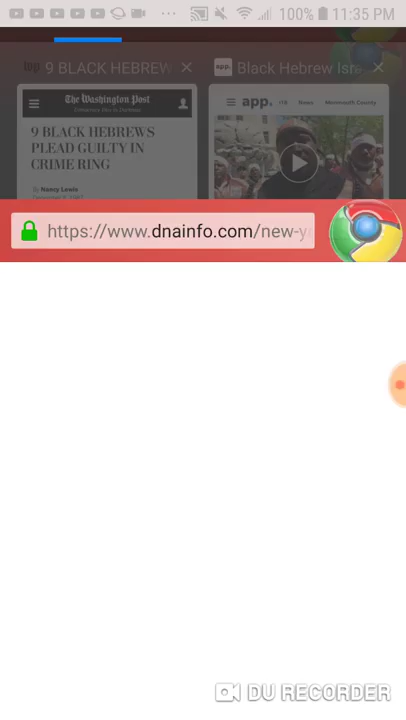 100% 11:35 PM
9 BLACK HEBREW
Black Hebrew Isr
The Washington Post
app.
News Monmouth County
9 BLACK HEBREWS
PLEAD GUILTY IN
CRIME RING
By Nancy Lewis
https://www.dnainfo.com/new-y
DU RECORDER